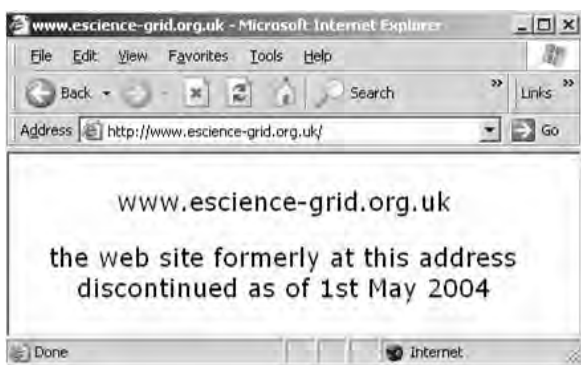 www.escience-grid.org.uk - Microsoft Internet Explorer
File Edit View Favorites Tools Help
Back Search » Links »
Address http://www.escience-grid.org.uk/ Go
www.escience-grid.org.uk
the web site formerly at this address
discontinued as of 1st May 2004
Done Internet